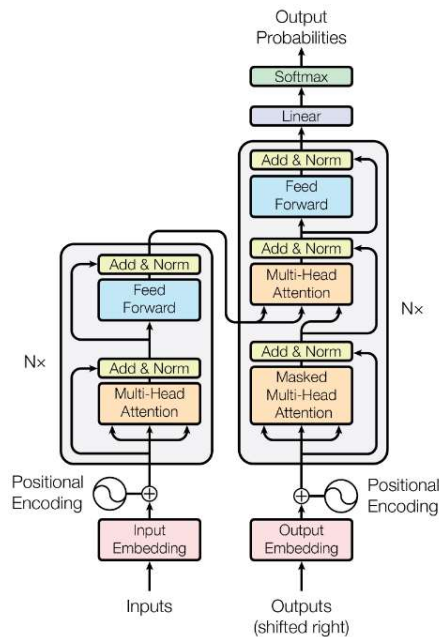 Output
Probabilities
Softmax
Linear
Add & Norm
Feed
Forward
Add & Norm
Multi-Head
Attention
Add & Norm
Masked
Multi-Head
Attention
N×
Add & Norm
Feed
Forward
Add & Norm
Multi-Head
Attention
N×
Positional
Encoding
Positional
Encoding
Input
Embedding
Output
Embedding
Inputs
Outputs
(shifted right)